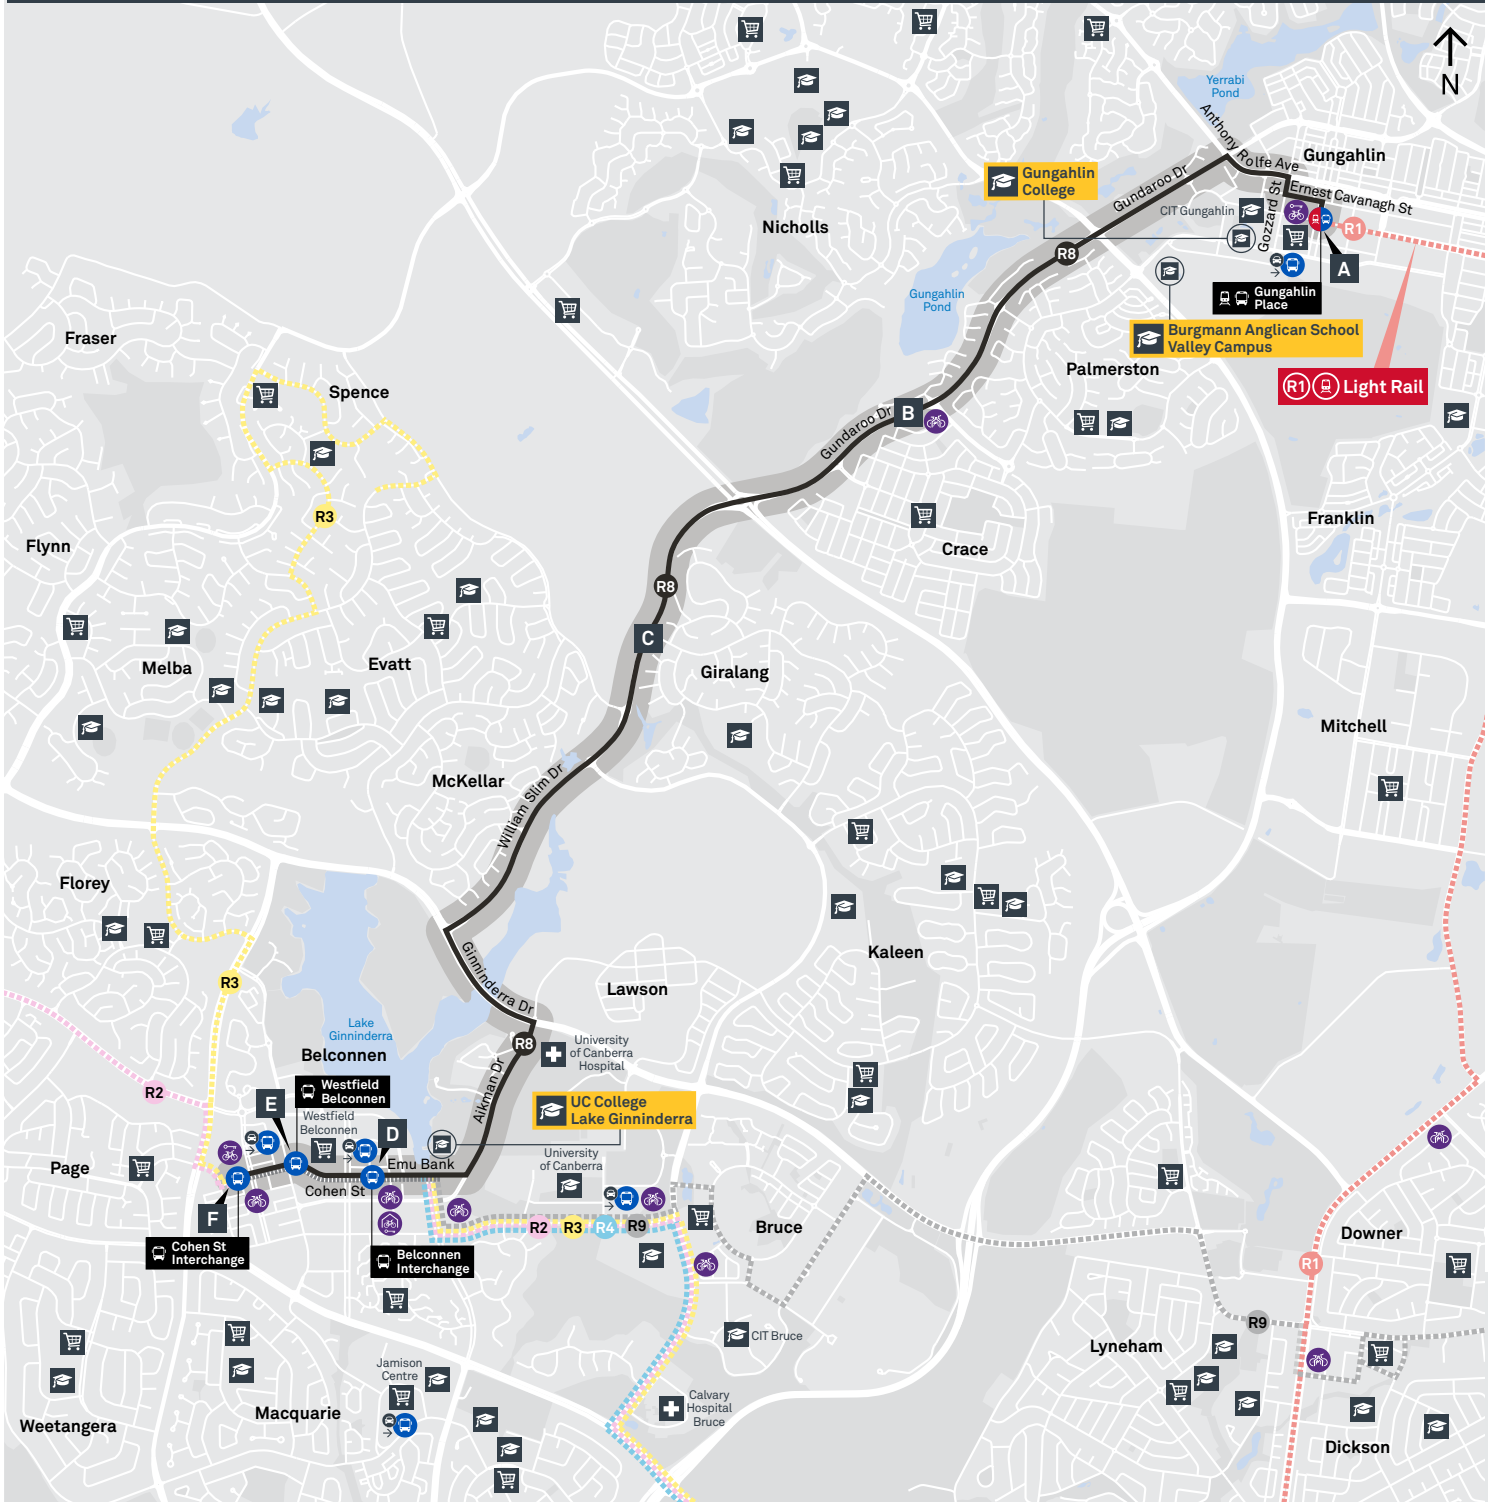 N
Yerrabi
Pond
Anthony Rolfe Ave
Gungahlin
Gungahlin
College
Gundaroo Dr
Ernest Cavanagh St
CIT Gungahlin
Gozzard St
R1
Nicholls
R8
A
Gungahlin
Place
Gungahlin
Pond
Burgmann Anglican School
Valley Campus
Fraser
Palmerston
R1 Light Rail
Spence
B
Gundaroo Dr
R3
Franklin
Flynn
Crace
R8
C
Melba
Evatt
Giralang
Mitchell
McKellar
William Slim Dr
Florey
Kaleen
Ginninderra Dr
R3
Lawson
Lake
Ginninderra
R8
University
of Canberra
Hospital
Belconnen
R2
Westfield
Belconnen
Aikman Dr
UC College
Lake Ginninderra
E
Westfield
Belconnen
D
Page
Emu Bank
University
of Canberra
Cohen St
F
R2
R3
R4
R9
Bruce
Downer
Cohen St
Interchange
Belconnen
Interchange
R1
R9
CIT Bruce
Lyneham
Jamison
Centre
Calvary
Hospital
Bruce
Macquarie
Weetangera
Dickson